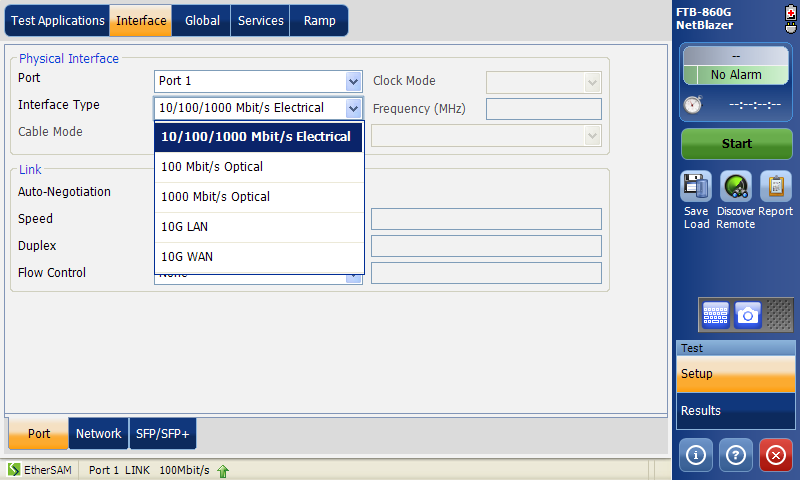 Test Applications Interface Global Services Ramp
FTB-860G
NetBlazer
Physical Interface
Port Port 1 Clock Mode
Interface Type 10/100/1000 Mbit/s Electrical Frequency (MHz)
Cable Mode
10/100/1000 Mbit/s Electrical
100 Mbit/s Optical
1000 Mbit/s Optical
10G LAN
10G WAN
Link
Auto-Negotiation
Speed
Duplex
Flow Control
--
No Alarm
--:--:--:--
Start
Save Load
Discover Remote
Report
Test
Setup
Results
Port Network SFP/SFP+
EtherSAM Port 1 LINK 100Mbit/s